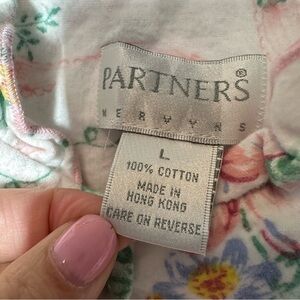 PARTNERS®
MERVYNS
L
100% COTTON
MADE IN
HONG KONG
CARE ON REVERSE